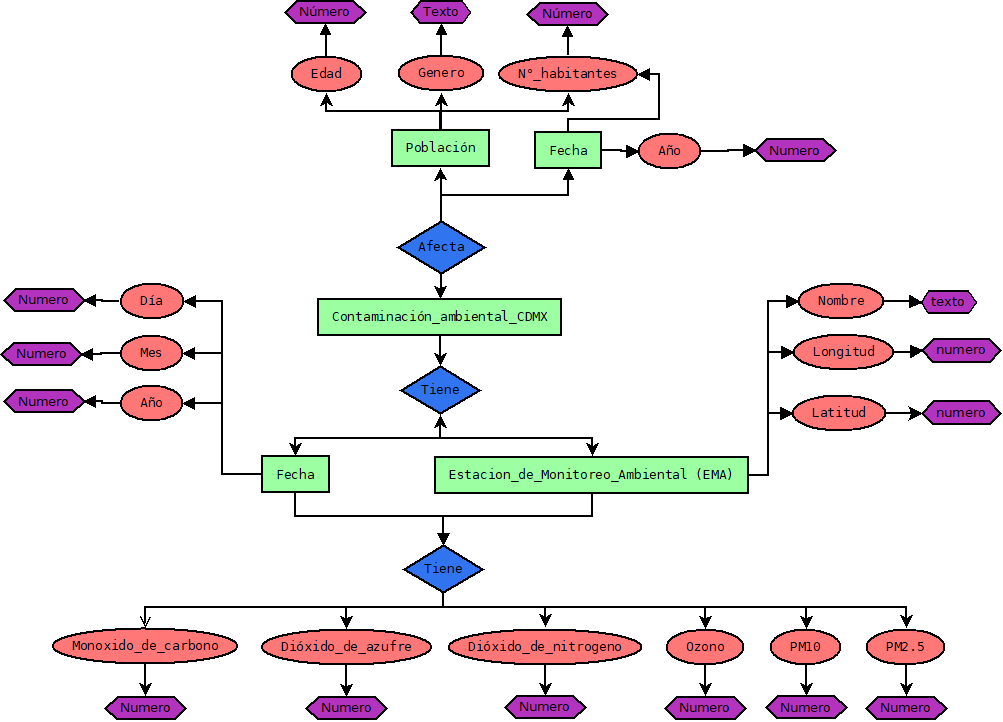 Número
Texto
Número
Edad
Genero
N°_habitantes
Población
Fecha
Año
Numero
Afecta
Contaminación_ambiental_CDMX
Numero
Día
Nombre
texto
Numero
Mes
Longitud
numero
Tiene
Numero
Año
Latitud
numero
Fecha
Estacion_de_Monitoreo_Ambiental (EMA)
Tiene
Monoxido_de_carbono
Dióxido_de_azufre
Dióxido_de_nitrogeno
Ozono
PM10
PM2.5
Numero
Numero
Numero
Numero
Numero
Numero